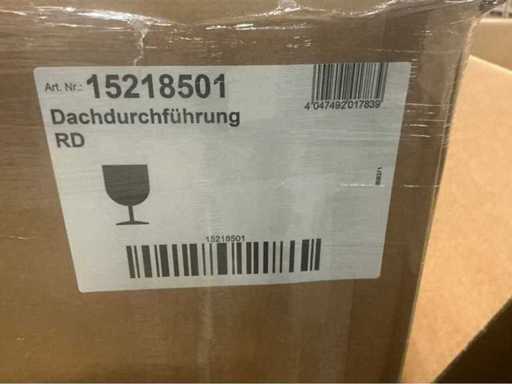 Art. Nr.: 15218501
4 047492 017839
Dachdurchführung
RD
15218501